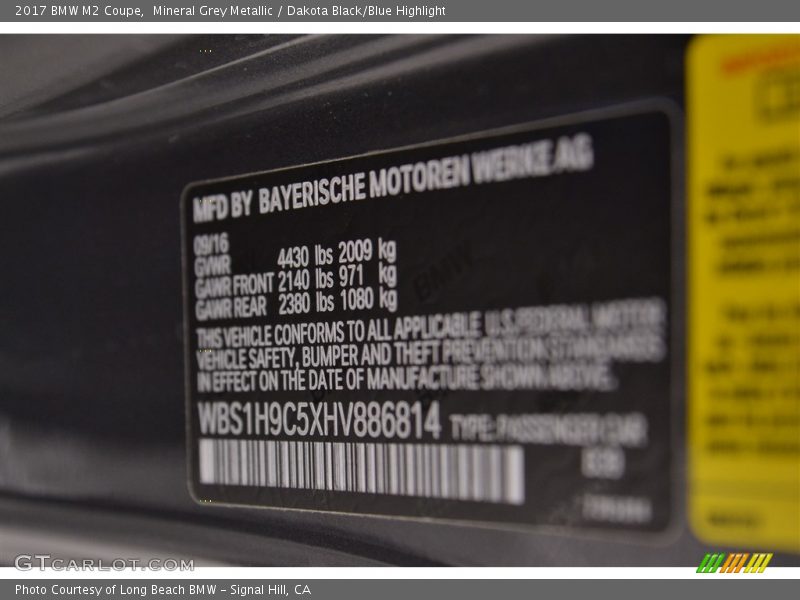 2017 BMW M2 Coupe, Mineral Grey Metallic / Dakota Black/Blue Highlight
MFD BY BAYERISCHE MOTOREN WERKE AG
09/16
GVWR 4430 lbs 2009 kg
GAWR FRONT 2140 lbs 971 kg
GAWR REAR 2380 lbs 1080 kg
THIS VEHICLE CONFORMS TO ALL APPLICABLE U.S. FEDERAL MOTOR
VEHICLE SAFETY, BUMPER AND THEFT PREVENTION STANDARDS
IN EFFECT ON THE DATE OF MANUFACTURE SHOWN ABOVE.
WBS1H9C5XHV886814 TYPE: PASSENGER CAR
GTCARLOT.COM
Photo Courtesy of Long Beach BMW – Signal Hill, CA